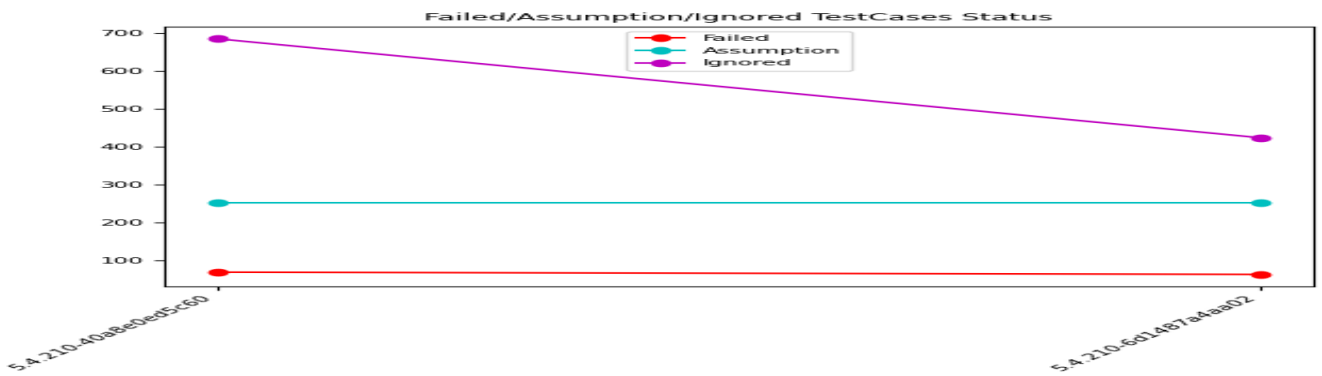 Failed/Assumption/Ignored TestCases Status
Failed
Assumption
Ignored
700
600
500
400
300
200
100
5.4.210-40a8e0ed5c60
5.4.210-6d1487a4aa02